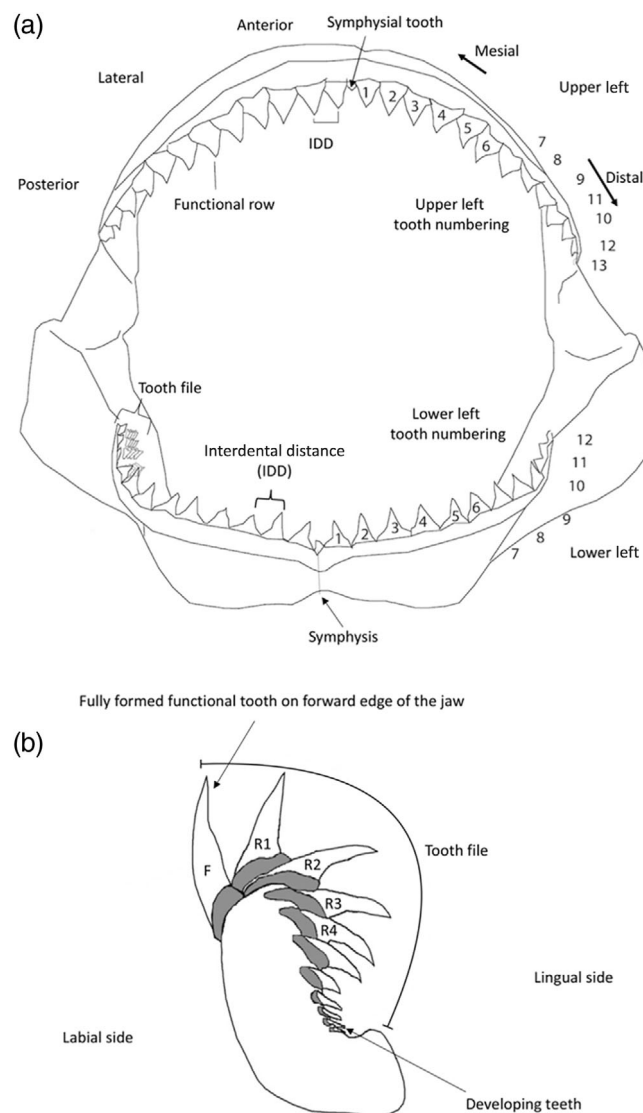 (a)
Anterior
Symphysial tooth
Mesial
Lateral
Upper left
1
2
3
4
5
6
7
8
9
Distal
11
10
12
13
IDD
Posterior
Functional row
Upper left
tooth numbering
Tooth file
Lower left
tooth numbering
Interdental distance
(IDD)
12
11
10
9
8
7
1
2
3
4
5
6
Lower left
Symphysis
Fully formed functional tooth on forward edge of the jaw
(b)
F
R1
R2
R3
R4
Tooth file
Lingual side
Labial side
Developing teeth